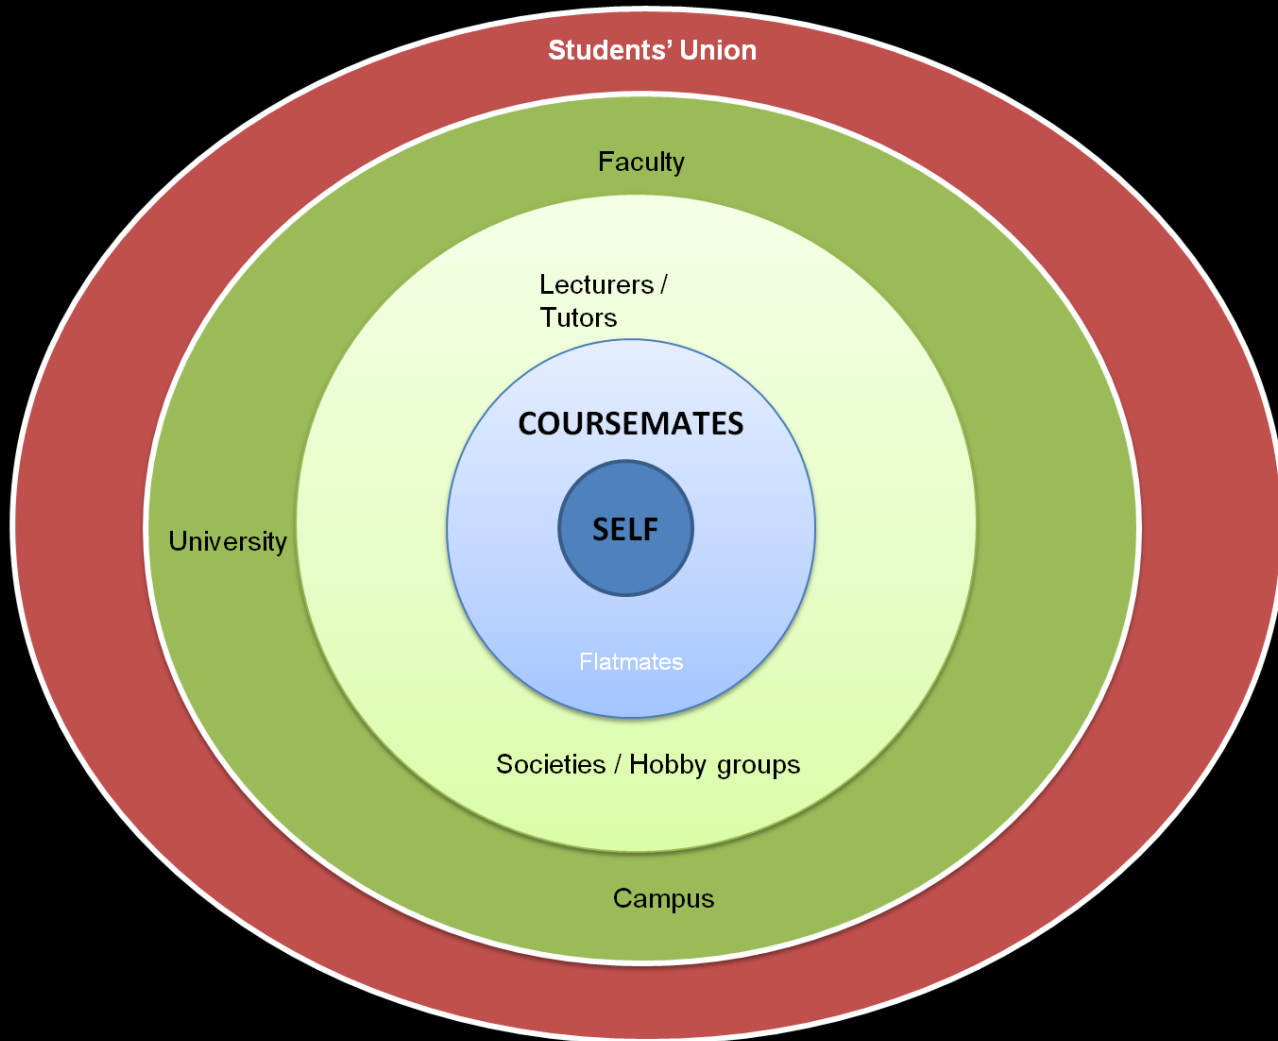 Students’ Union
Faculty
Lecturers /
Tutors
COURSEMATES
SELF
University
Flatmates
Societies / Hobby groups
Campus